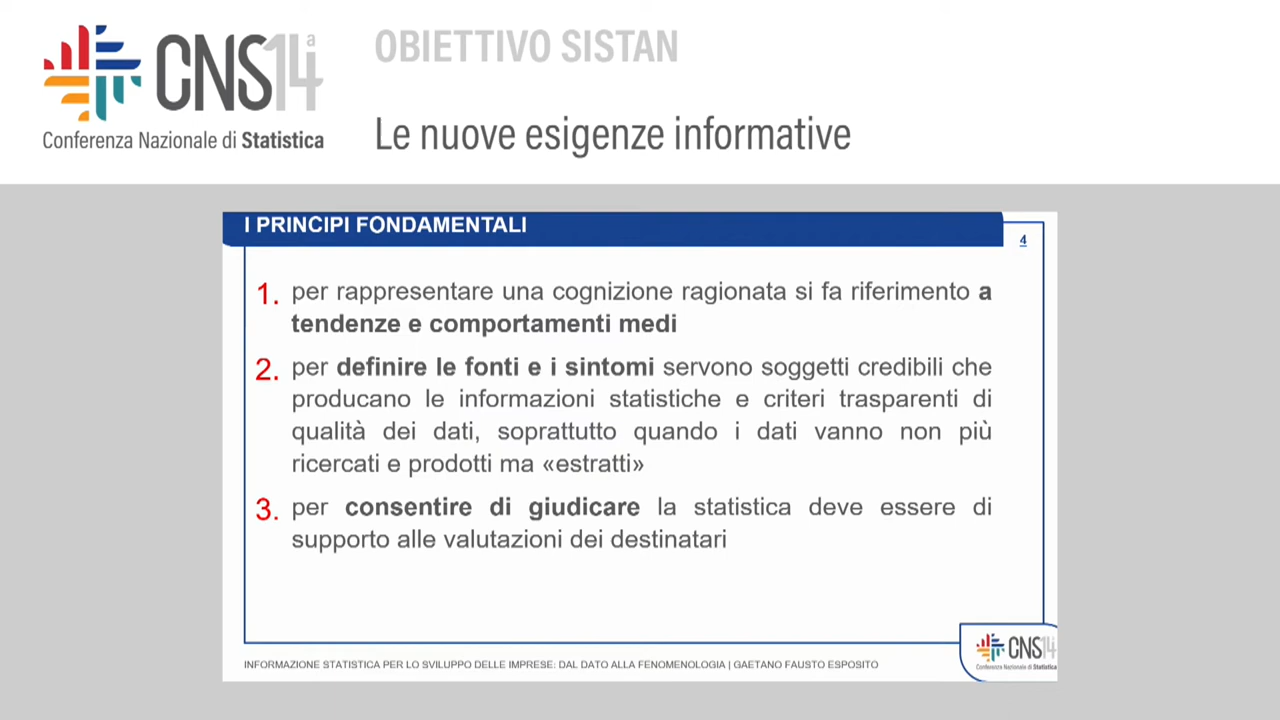 CNS14ª
Conferenza Nazionale di Statistica
OBIETTIVO SISTAN
Le nuove esigenze informative
I PRINCIPI FONDAMENTALI
4
1. per rappresentare una cognizione ragionata si fa riferimento a
tendenze e comportamenti medi
2. per definire le fonti e i sintomi servono soggetti credibili che
producano le informazioni statistiche e criteri trasparenti di
qualità dei dati, soprattutto quando i dati vanno non più
ricercati e prodotti ma «estratti»
3. per consentire di giudicare la statistica deve essere di
supporto alle valutazioni dei destinatari
INFORMAZIONE STATISTICA PER LO SVILUPPO DELLE IMPRESE: DAL DATO ALLA FENOMENOLOGIA | GAETANO FAUSTO ESPOSITO
CNS14
Conferenza Nazionale di Statistica